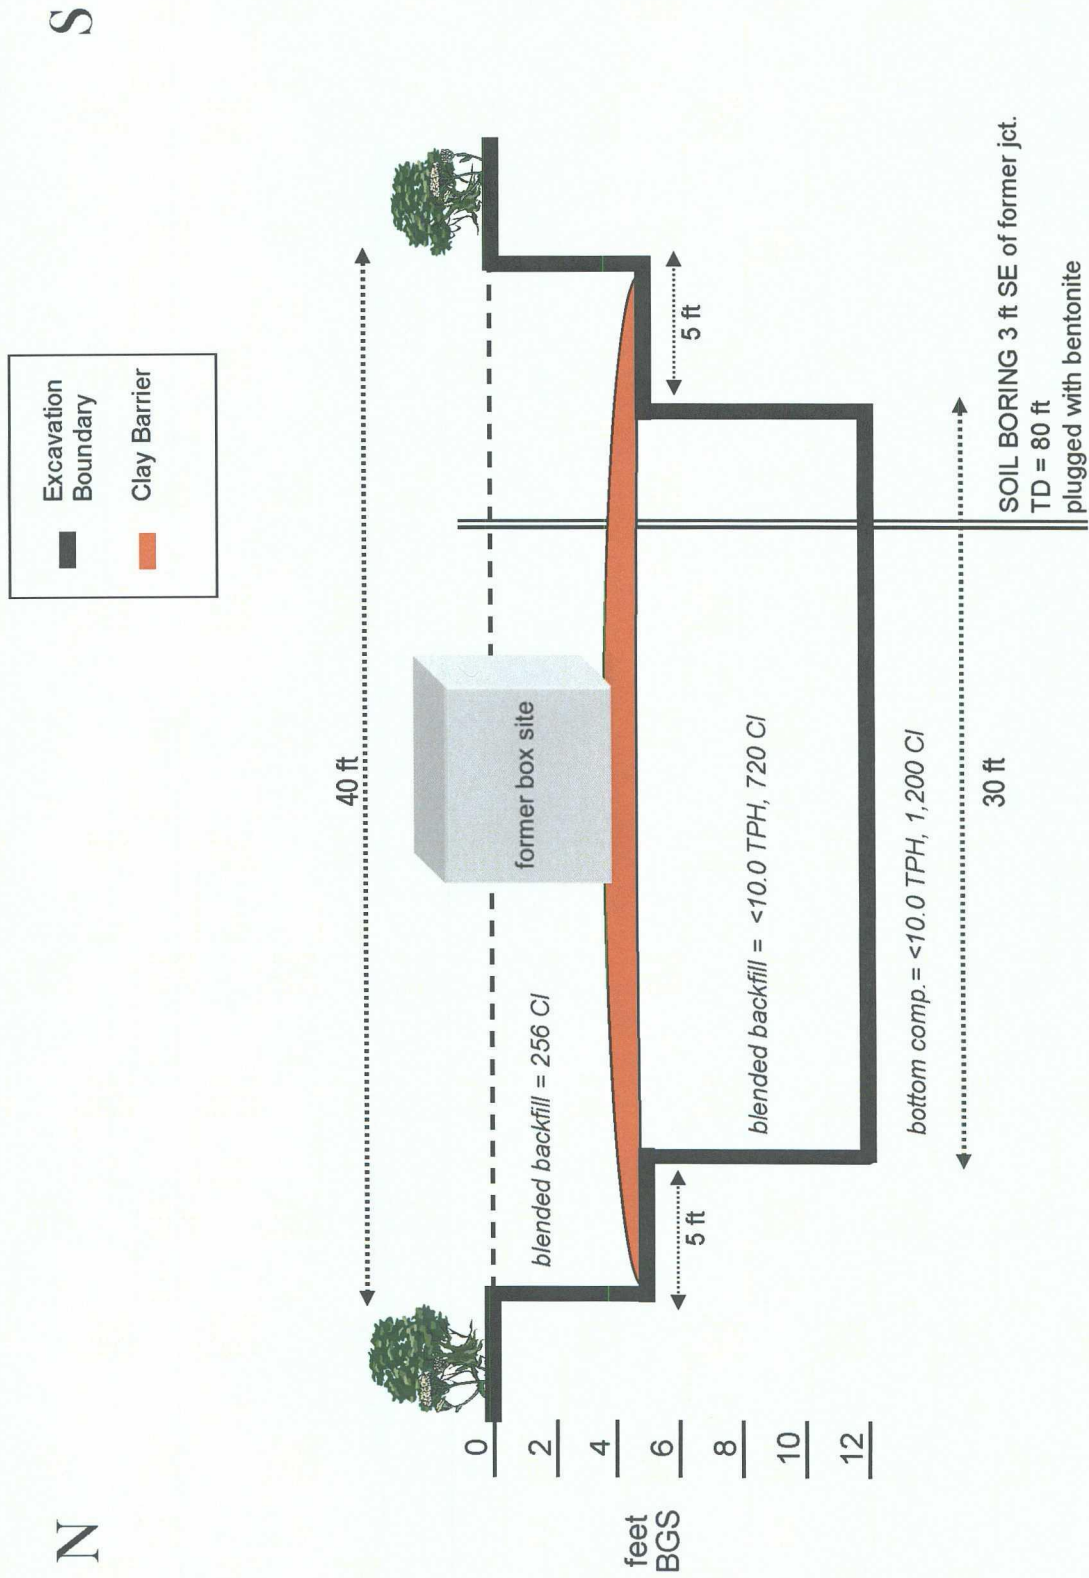 N
S
Excavation
Boundary
Clay Barrier
40 ft
former box site
blended backfill = 256 Cl
5 ft
5 ft
blended backfill = <10.0 TPH, 720 Cl
bottom comp. = <10.0 TPH, 1,200 Cl
30 ft
SOIL BORING 3 ft SE of former jct.
TD = 80 ft
plugged with bentonite
0
2
4
6
8
10
12
feet
BGS